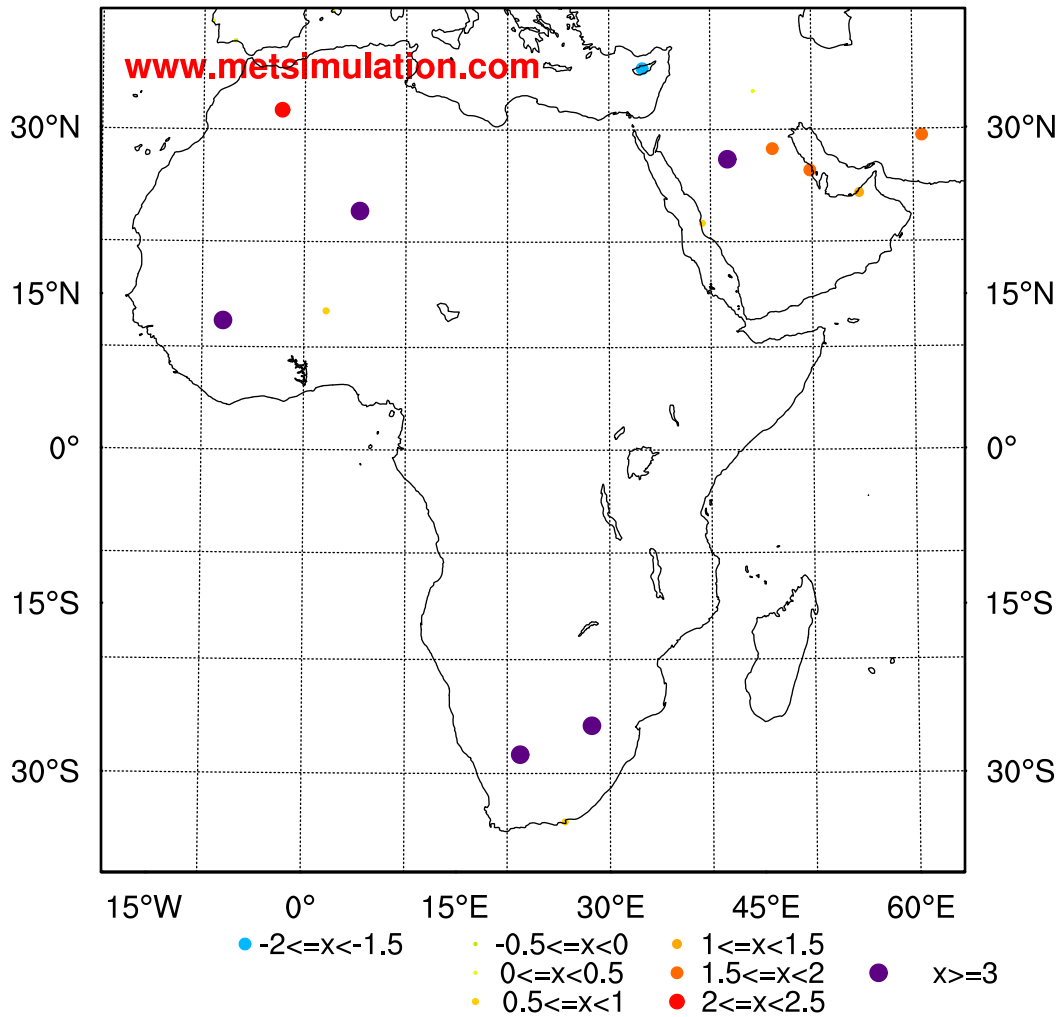 www.metsimulation.com
30°N 30°N
15°N 15°N
0° 0°
15°S 15°S
30°S 30°S
15°W 0° 15°E 30°E 45°E 60°E
-2<=x<-1.5 -0.5<=x<0 1<=x<1.5
0<=x<0.5 1.5<=x<2 x>=3
0.5<=x<1 2<=x<2.5